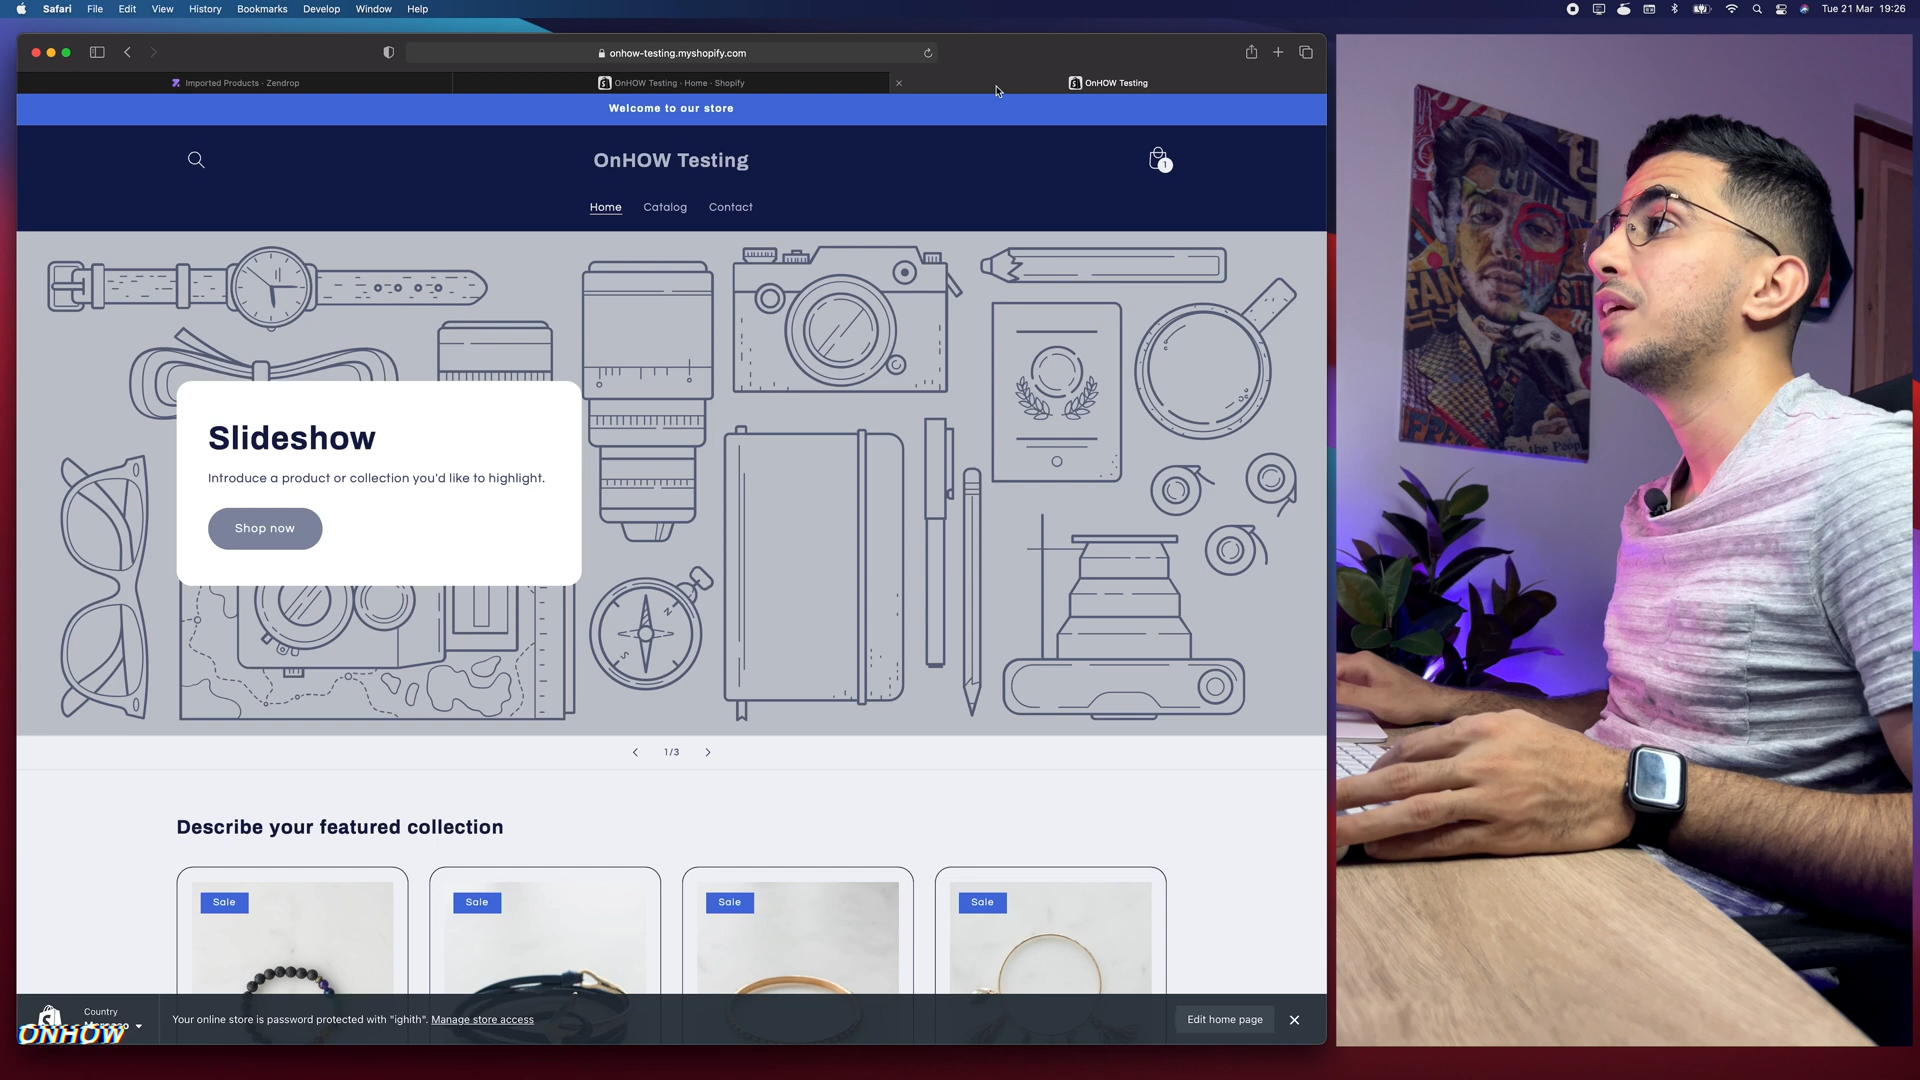 Safari File Edit View History Bookmarks Develop Window Help
Tue 21 Mar 19:26
onhow-testing.myshopify.com
Imported Products - Zendrop
OnHOW Testing · Home · Shopify
OnHOW Testing
Welcome to our store
OnHOW Testing
1
Home Catalog Contact
Slideshow
Introduce a product or collection you'd like to highlight.
Shop now
1/3
Describe your featured collection
Sale
Sale
Sale
Sale
Country
Your online store is password protected with "ighith". Manage store access
Edit home page
ONHOW